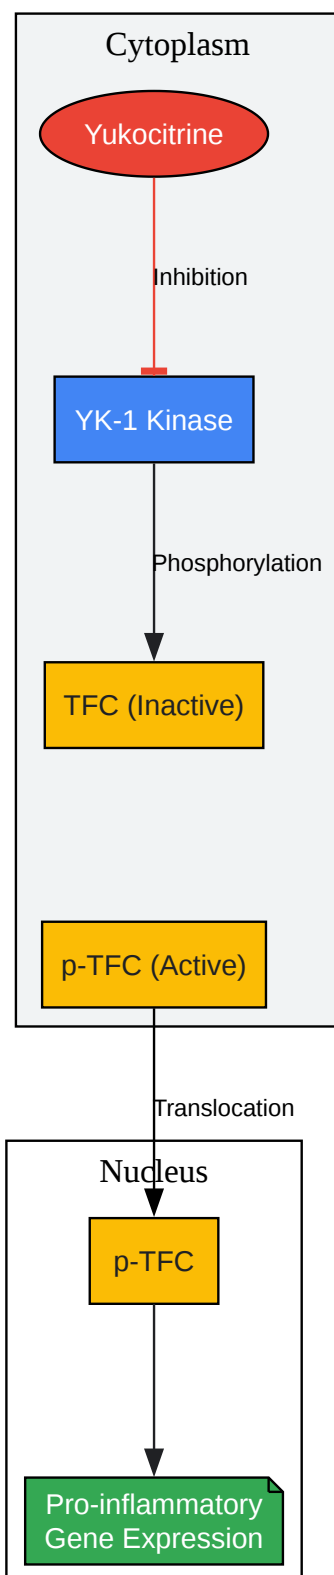 Cytoplasm
Yukocitrine
Inhibition
YK-1 Kinase
Phosphorylation
TFC (Inactive)
p-TFC (Active)
Translocation
Nucleus
p-TFC
Pro-inflammatory
Gene Expression